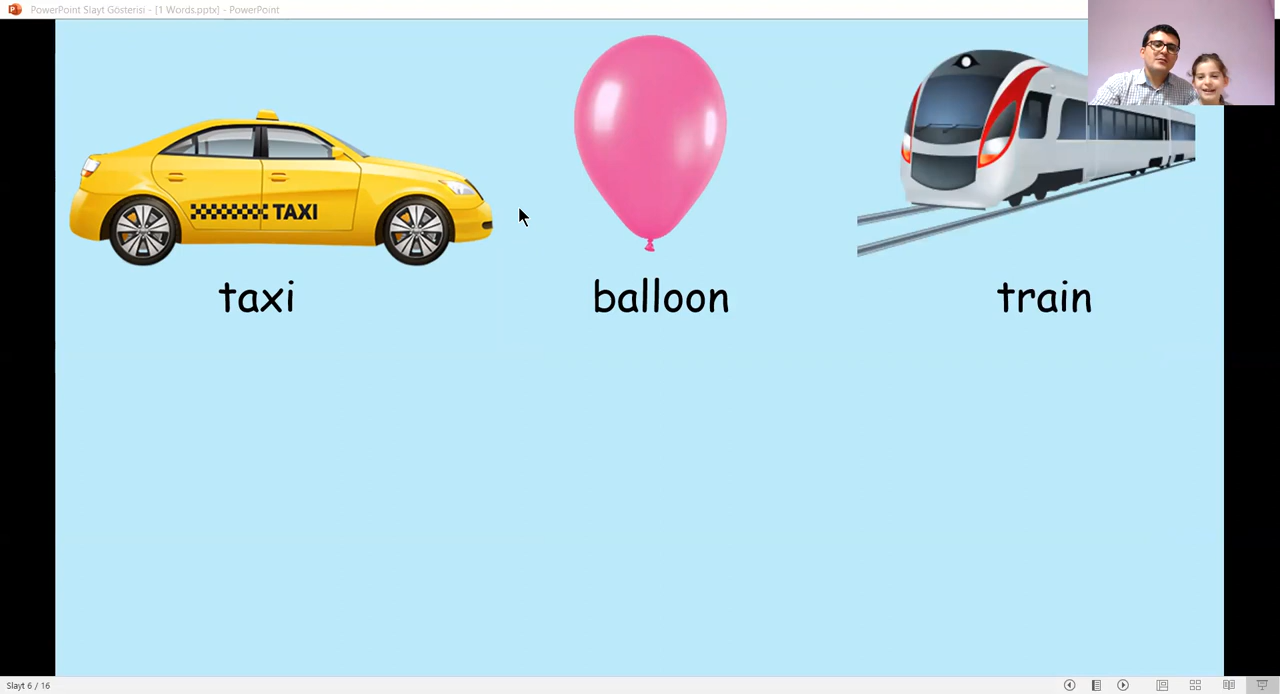 PowerPoint Slayt Gösterisi - [1 Words.pptx] - PowerPoint
TAXI
taxi
balloon
train
Slayt 6 / 16